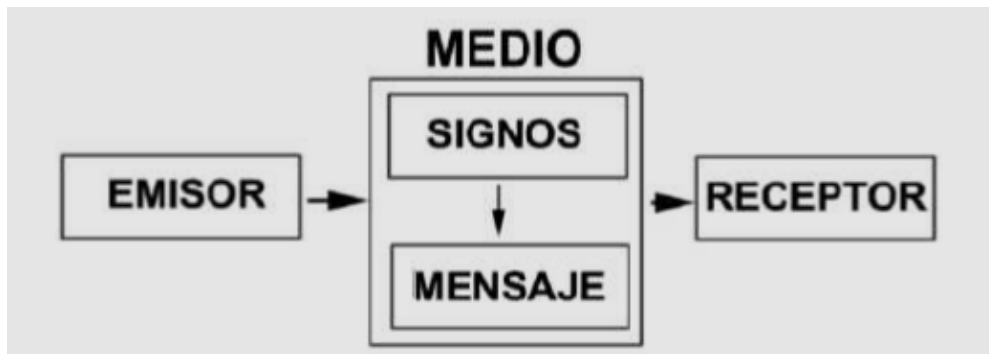 MEDIO
SIGNOS
EMISOR
RECEPTOR
MENSAJE